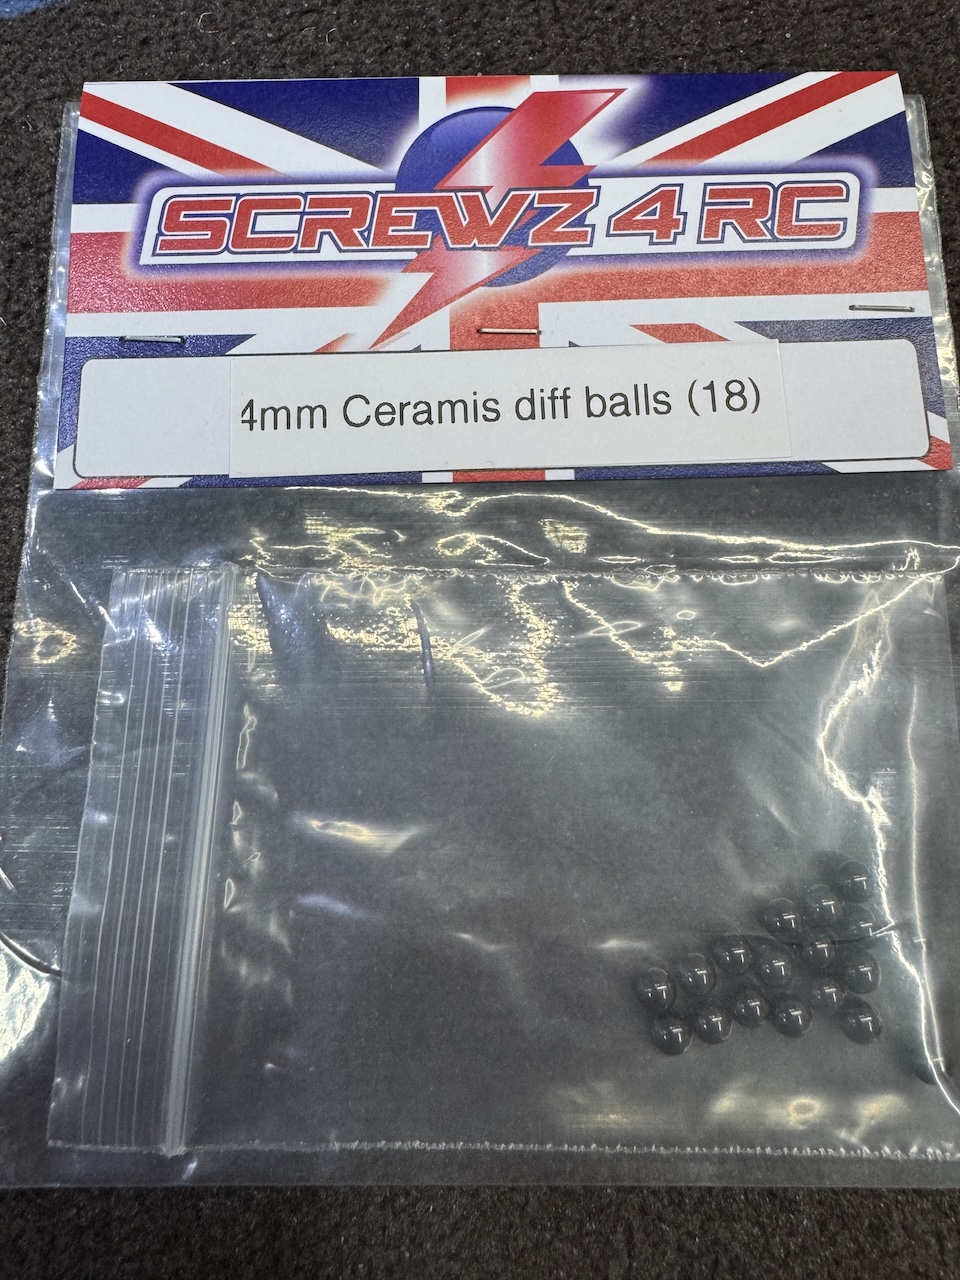 SCREWZ 4 RC
4mm Ceramis diff balls (18)